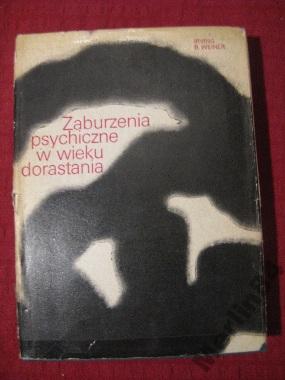 IRVING
B. WEINER
Zaburzenia
psychiczne
w wieku
dorastania